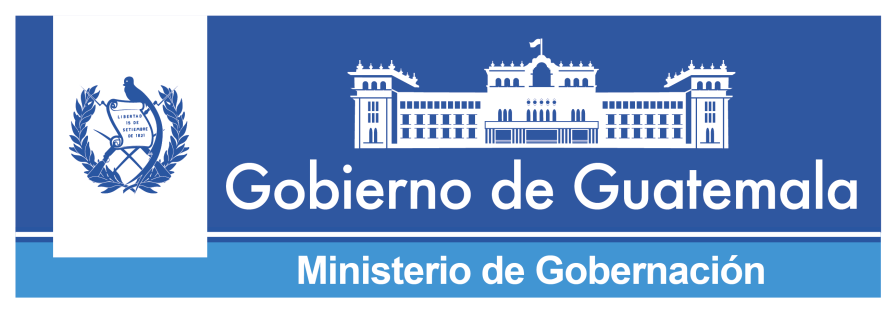 LIBERTAD
15 DE
SETIEMBRE
DE 1821
Gobierno de Guatemala
Ministerio de Gobernación